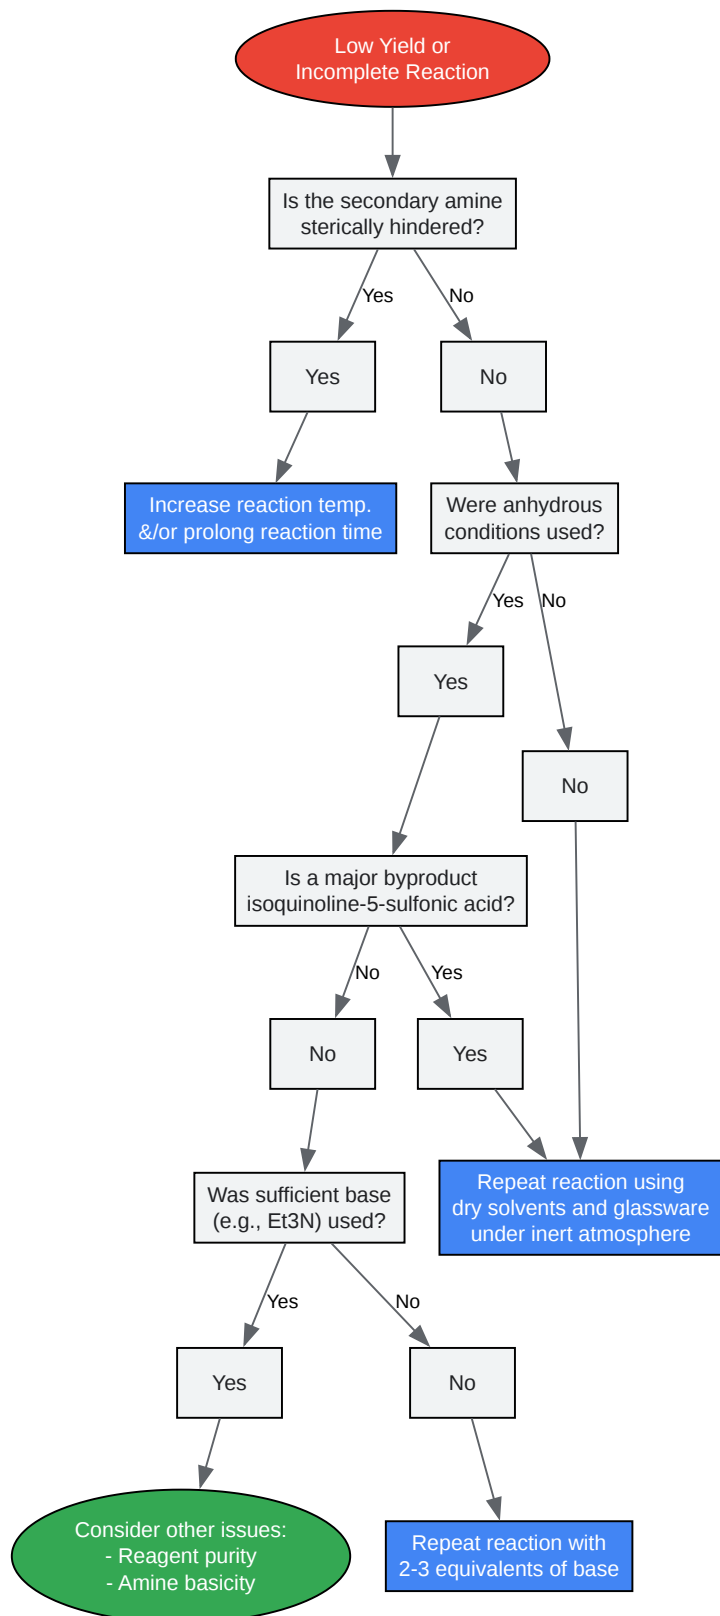 Low Yield or
Incomplete Reaction
Is the secondary amine
sterically hindered?
Yes
No
Yes
No
Increase reaction temp.
&/or prolong reaction time
Were anhydrous
conditions used?
Yes
No
Yes
No
Is a major byproduct
isoquinoline-5-sulfonic acid?
No
Yes
No
Yes
Repeat reaction using
dry solvents and glassware
under inert atmosphere
Was sufficient base
(e.g., Et3N) used?
Yes
No
Yes
No
Consider other issues:
- Reagent purity
- Amine basicity
Repeat reaction with
2-3 equivalents of base